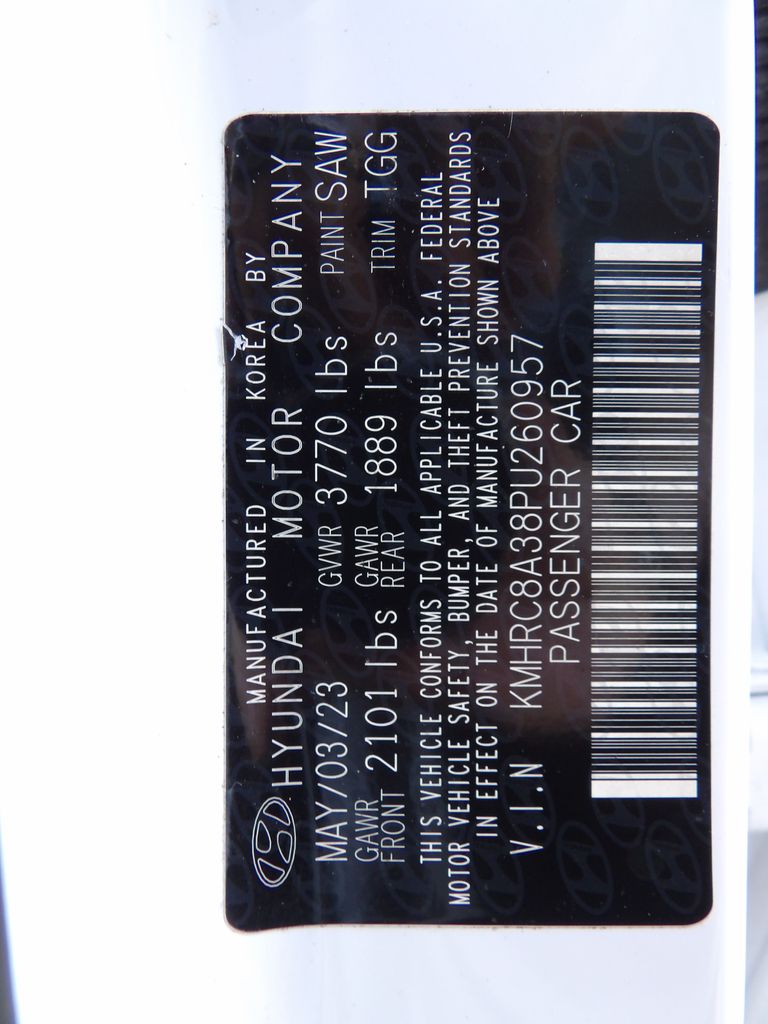 MANUFACTURED IN KOREA BY
HYUNDAI MOTOR COMPANY
MAY/03/23 GVWR 3770 lbs PAINT SAW
GAWR FRONT 2101 lbs GAWR REAR 1889 lbs TRIM TGG
THIS VEHICLE CONFORMS TO ALL APPLICABLE U.S.A. FEDERAL
MOTOR VEHICLE SAFETY, BUMPER, AND THEFT PREVENTION STANDARDS
IN EFFECT ON THE DATE OF MANUFACTURE SHOWN ABOVE
V.I.N KMHRC8A38PU260957
PASSENGER CAR